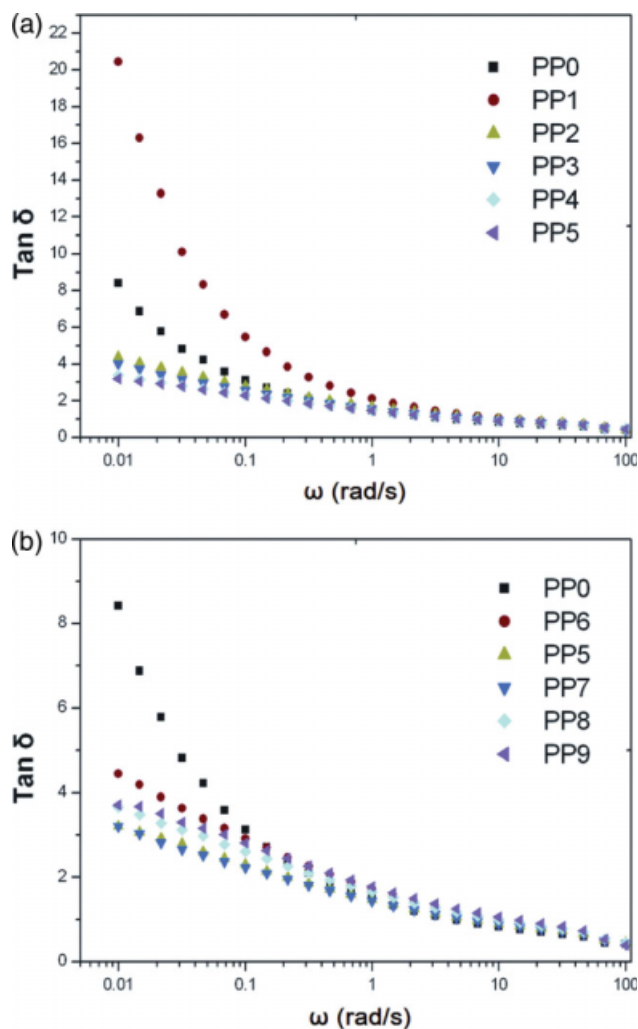 (a)
22
20
18
16
14
12
10
8
6
4
2
0
Tan δ
PP0
PP1
PP2
PP3
PP4
PP5
0.01 0.1 1 10 100
ω (rad/s)
(b)
10
8
6
4
2
0
Tan δ
PP0
PP6
PP5
PP7
PP8
PP9
0.01 0.1 1 10 100
ω (rad/s)